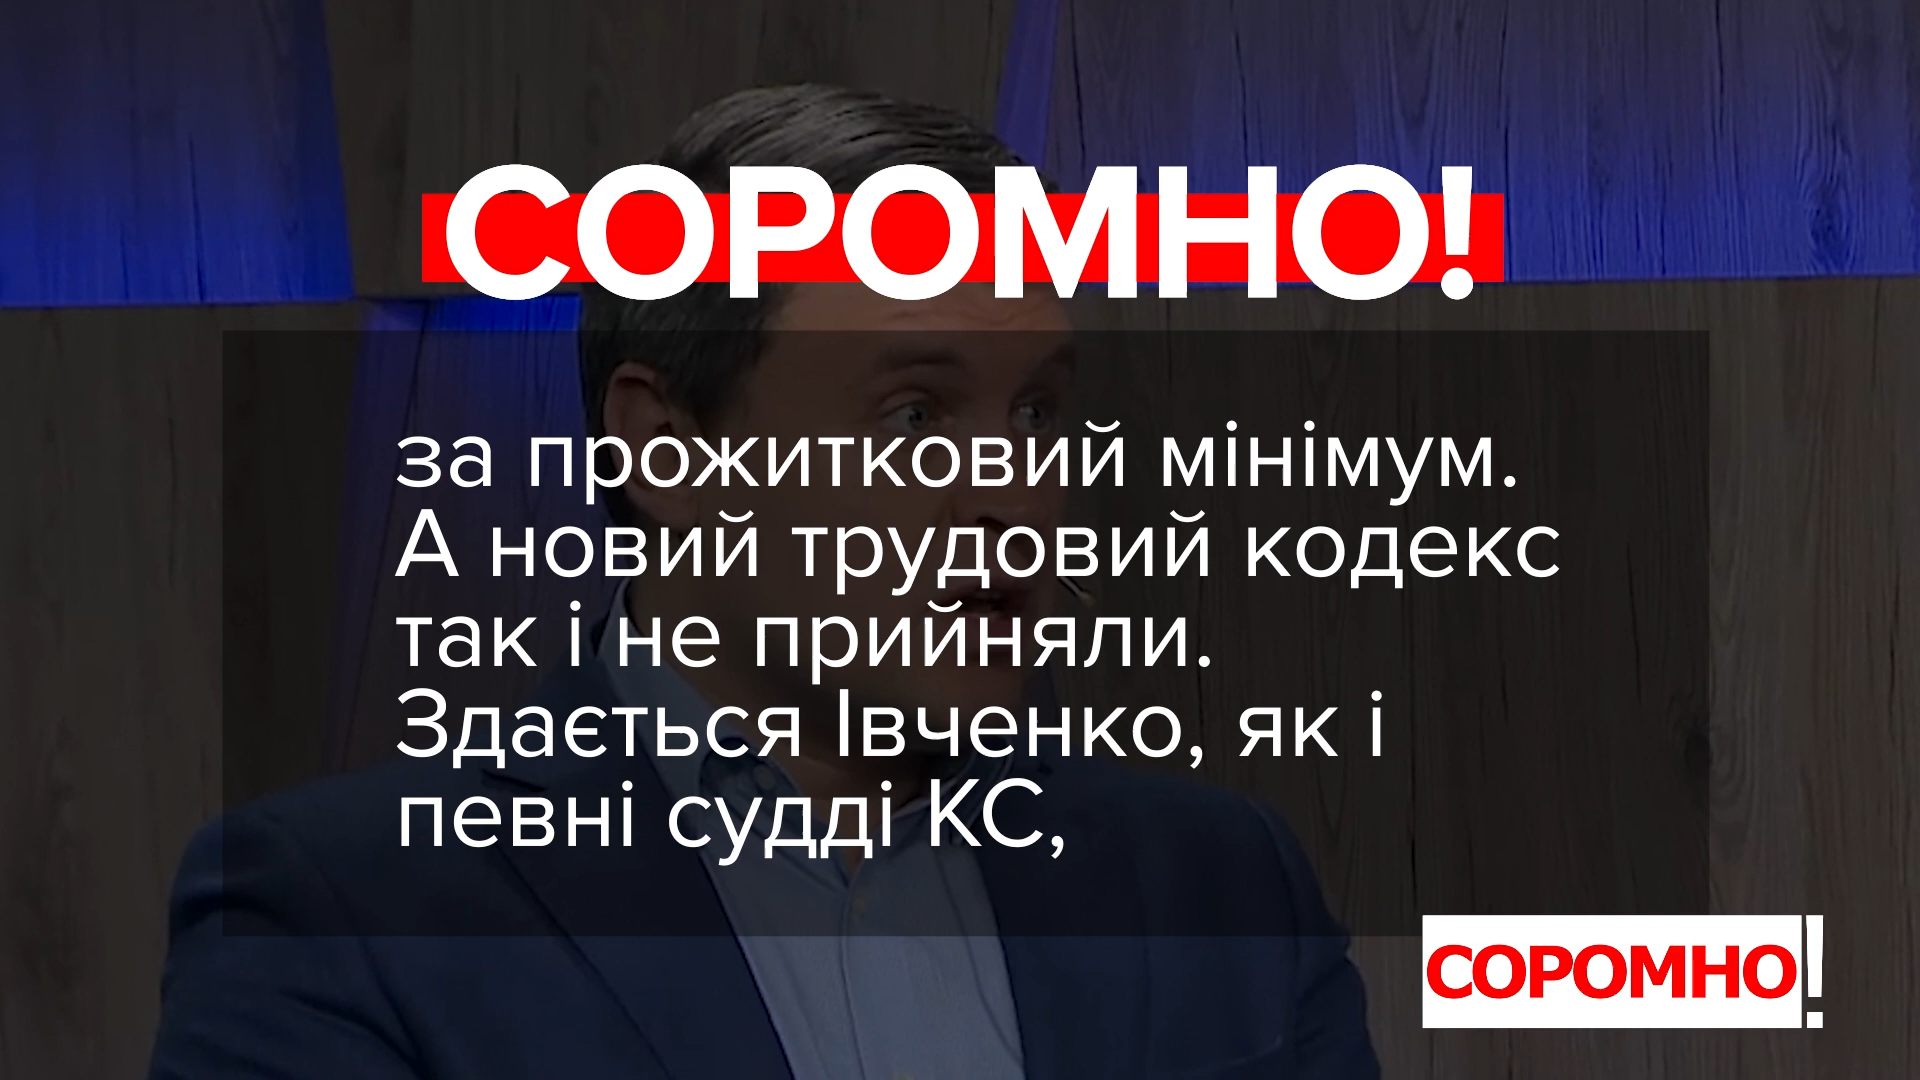 СОРОМНО!
за прожитковий мінімум.
А новий трудовий кодекс
так і не прийняли.
Здається Івченко, як і
певні судді КС,
СОРОМНО!